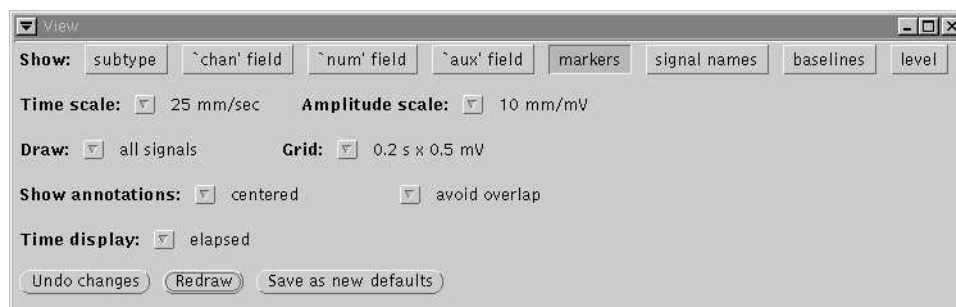 View
Show: subtype `chan' field `num' field `aux' field markers signal names baselines level
Time scale: 25 mm/sec Amplitude scale: 10 mm/mV
Draw: all signals Grid: 0.2 s x 0.5 mV
Show annotations: centered avoid overlap
Time display: elapsed
Undo changes Redraw Save as new defaults